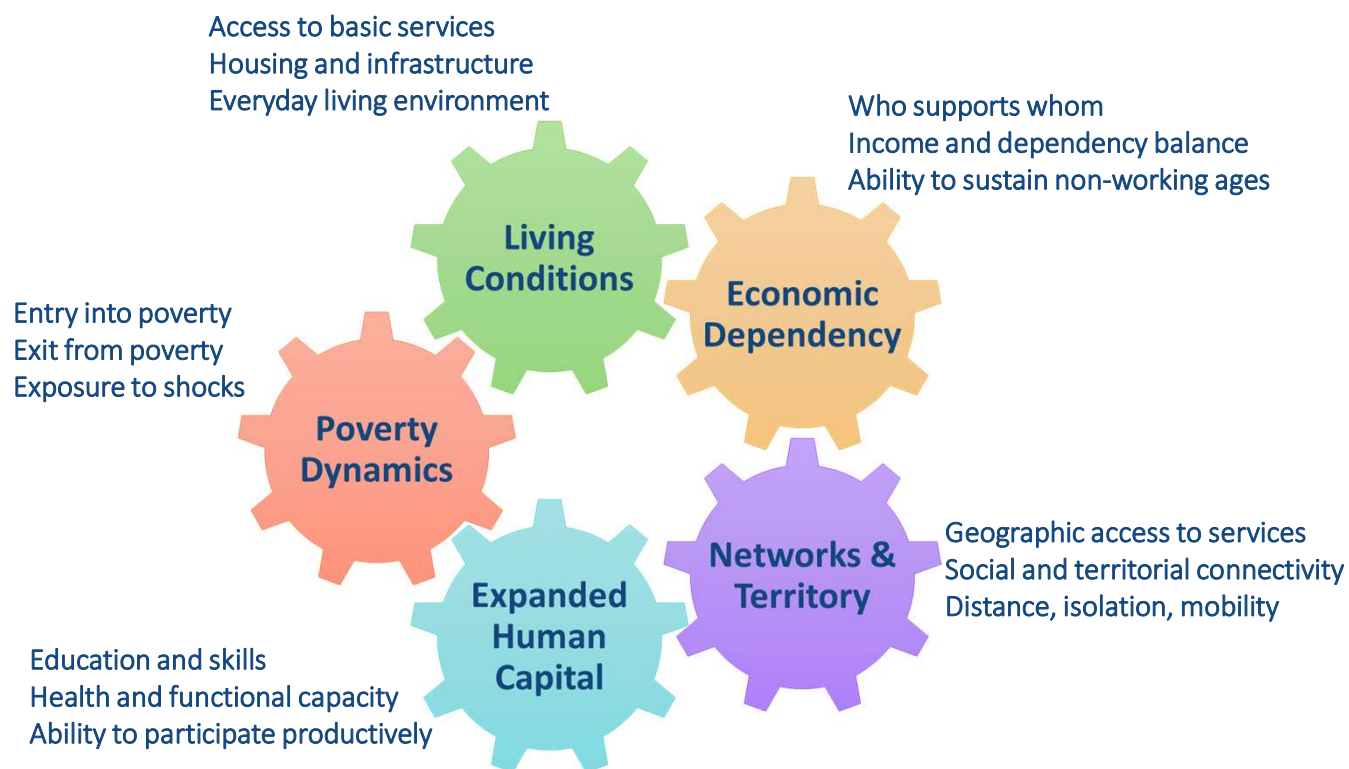 Access to basic services
Housing and infrastructure
Everyday living environment
Living
Conditions
Who supports whom
Income and dependency balance
Ability to sustain non-working ages
Economic
Dependency
Entry into poverty
Exit from poverty
Exposure to shocks
Poverty
Dynamics
Networks &
Territory
Geographic access to services
Social and territorial connectivity
Distance, isolation, mobility
Expanded
Human
Capital
Education and skills
Health and functional capacity
Ability to participate productively